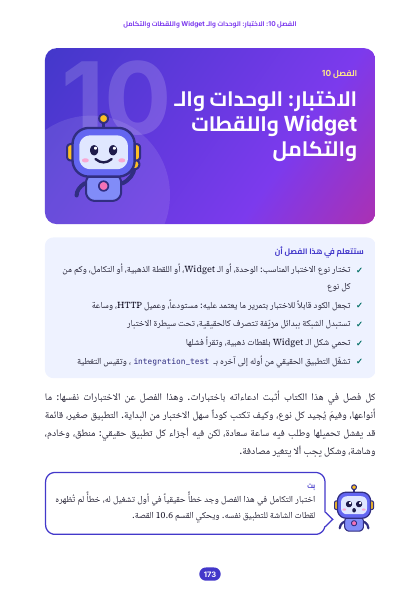 الفصل 10: الاختبار: الوحدات والـ Widget واللقطات والتكامل
10
الفصل 10
الاختبار: الوحدات والـ
Widget واللقطات
والتكامل
ستتعلم في هذا الفصل أن
✓ تختار نوع الاختبار المناسب: الوحدة، أو الـ Widget، أو اللقطة الذهبية، أو التكامل، وكم من
كل نوع
✓ تجعل الكود قابلاً للاختبار بتمرير ما يعتمد عليه: مستودعاً، وعميل HTTP، وساعة
✓ تستبدل الشبكة ببدائل مزيّفة تتصرف كالحقيقية، تحت سيطرة الاختبار
✓ تحمي شكل الـ Widget بلقطات ذهبية، وتقرأ فشلها
✓ تشغّل التطبيق الحقيقي من أوله إلى آخره بـ integration_test، وتقيس التغطية
كل فصل في هذا الكتاب أثبت ادعاءاته باختبارات. وهذا الفصل عن الاختبارات نفسها: ما
أنواعها، وفيمَ يُجيد كل نوع، وكيف تكتب كوداً سهل الاختبار من البداية. التطبيق صغير، قائمة
قد يفشل تحميلها وطلب فيه ساعة سعادة، لكن فيه أجزاء كل تطبيق حقيقي: منطق، وخادم،
وشاشة، وشكل يجب ألا يتغير مصادفة.
بِت
اختبار التكامل في هذا الفصل وجد خطأً حقيقياً في أول تشغيل له، خطأً لم تُظهره
لقطات الشاشة للتطبيق نفسه. ويحكي القسم 10.6 القصة.
173